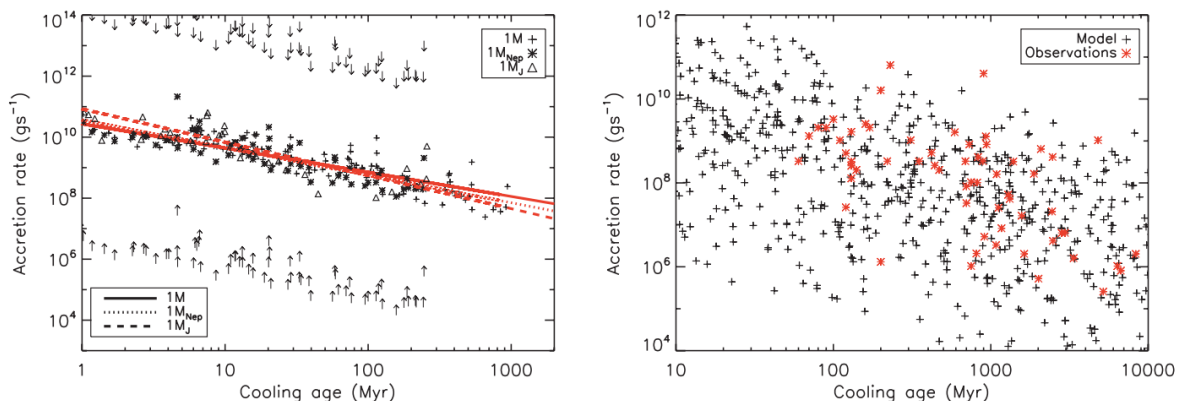 10^14
10^12
10^10
10^8
10^6
10^4
Accretion rate (gs^-1)
1M +
1M_Nep ✳
1M_J △
1M
1M_Nep
1M_J
1 10 100 1000
Cooling age (Myr)
10^12
10^10
10^8
10^6
10^4
Accretion rate (gs^-1)
Model +
Observations ✳
10 100 1000 10000
Cooling age (Myr)